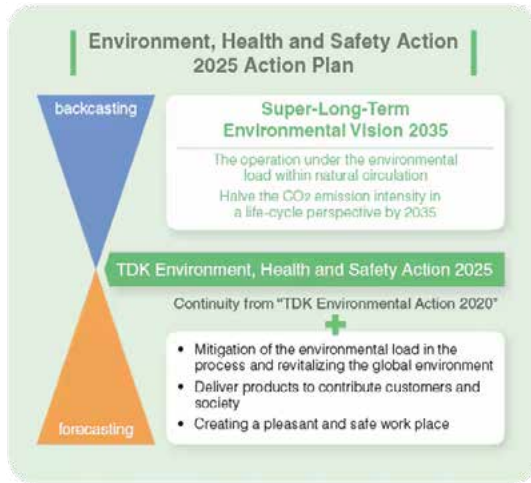 Environment, Health and Safety Action
2025 Action Plan
backcasting
Super-Long-Term
Environmental Vision 2035
The operation under the environmental
load within natural circulation
Halve the CO₂ emission intensity in
a life-cycle perspective by 2035
TDK Environment, Health and Safety Action 2025
Continuity from “TDK Environmental Action 2020”
+
• Mitigation of the environmental load in the
process and revitalizing the global environment
• Deliver products to contribute customers and
society
• Creating a pleasant and safe work place
forecasting